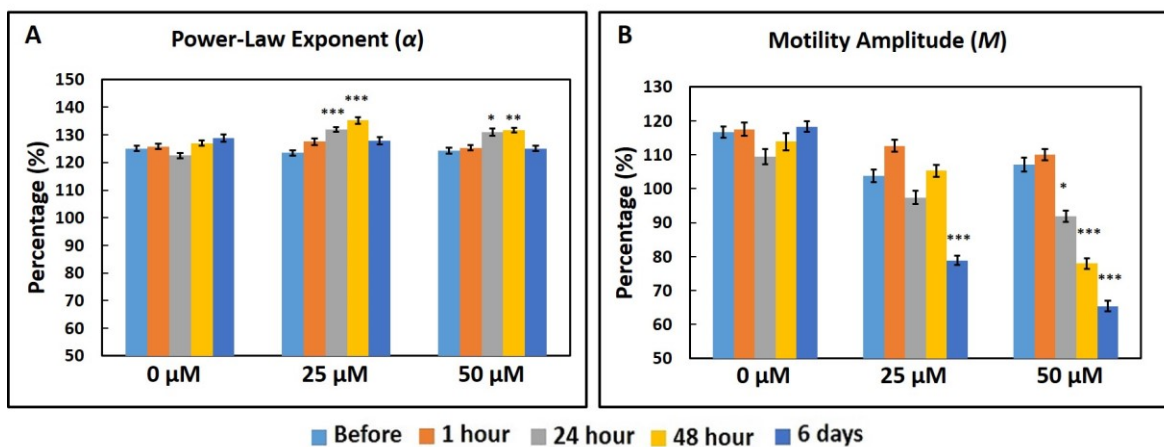 A
Power-Law Exponent (α)
Percentage (%)
150
140
130
120
110
100
90
80
70
60
50
***
***
*
**
0 μM
25 μM
50 μM
B
Motility Amplitude (M)
Percentage (%)
130
120
110
100
90
80
70
60
50
***
*
***
***
0 μM
25 μM
50 μM
Before 1 hour 24 hour 48 hour 6 days